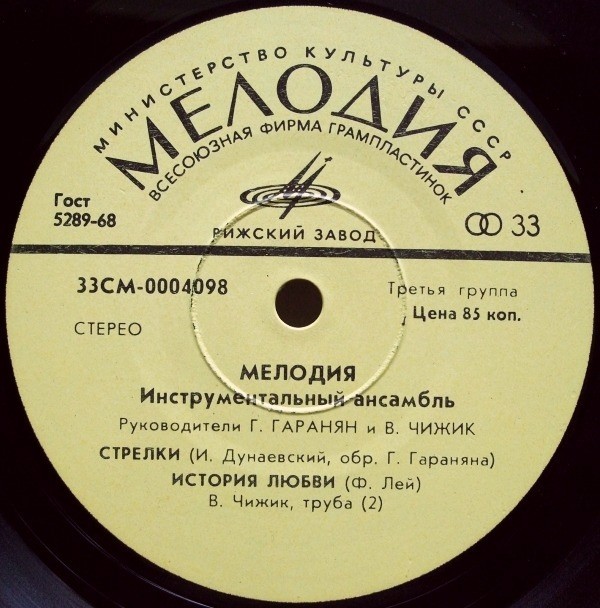 МИНИСТЕРСТВО КУЛЬТУРЫ СССР
МЕЛОДИЯ
ВСЕСОЮЗНАЯ ФИРМА ГРАМПЛАСТИНОК
Гост
5289-68
33
РИЖСКИЙ ЗАВОД
33СМ-0004098
Третья группа
СТЕРЕО
Цена 85 коп.
МЕЛОДИЯ
Инструментальный ансамбль
Руководители Г. ГАРАНЯН и В. ЧИЖИК
СТРЕЛКИ (И. Дунаевский, обр. Г. Гараняна)
ИСТОРИЯ ЛЮБВИ (Ф. Лей)
В. Чижик, труба (2)